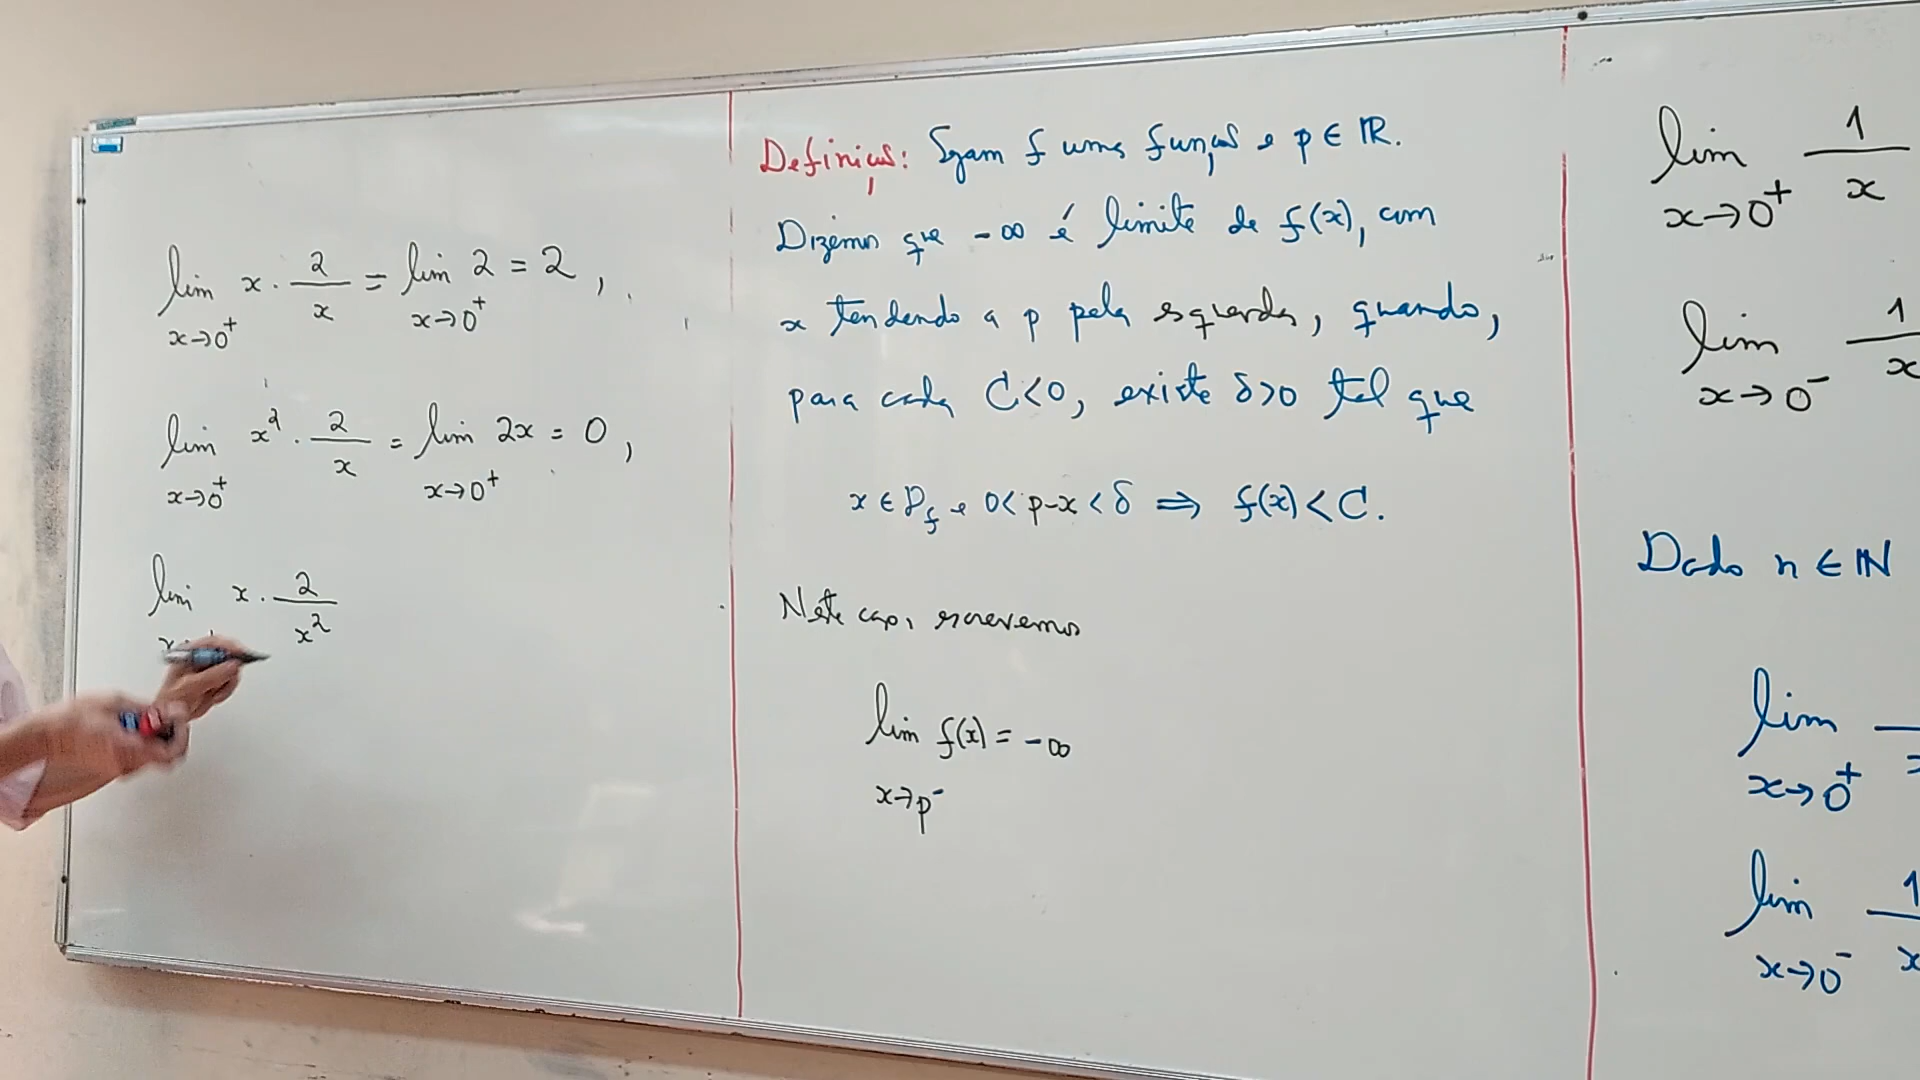 lim x · 2/x = lim 2 = 2,
x→0⁺ x→0⁺
lim x² · 2/x = lim 2x = 0,
x→0⁺ x→0⁺
lim x · 2/x²
Definição: Sejam f uma função e p ∈ ℝ.
Dizemos que -∞ é limite de f(x), com
x tendendo a p pela esquerda, quando,
para cada C<0, existe δ>0 tal que
x ∈ D_f e 0< p-x < δ ⇒ f(x) < C.
Neste caso, escrevemos
lim f(x) = -∞
x→p⁻
lim 1/x
x→0⁺
lim 1/x
x→0⁻
Dado n ∈ ℕ
lim
x→0⁺
lim 1/x
x→0⁻